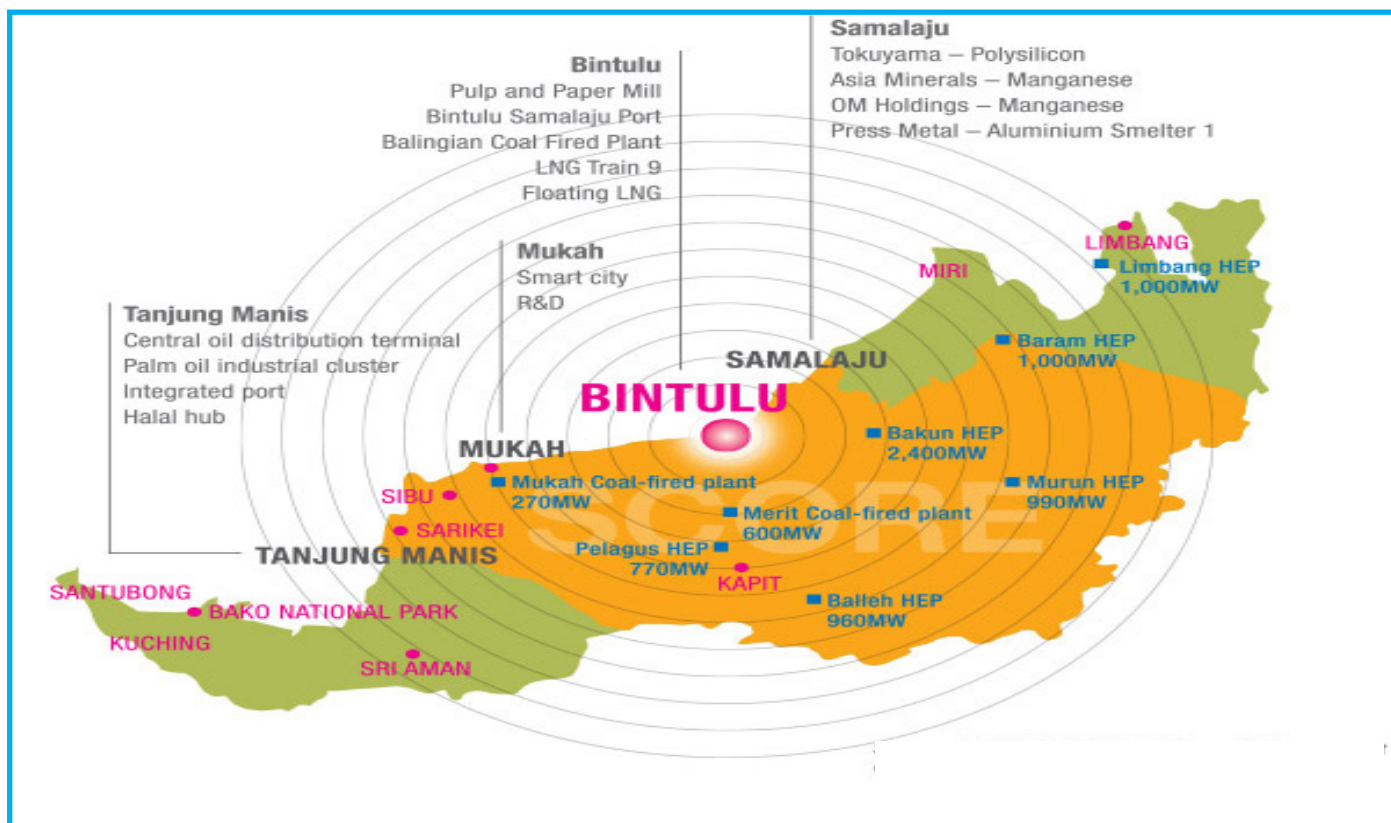 Samalaju
Tokuyama – Polysilicon
Asia Minerals – Manganese
OM Holdings – Manganese
Press Metal – Aluminium Smelter 1
Bintulu
Pulp and Paper Mill
Bintulu Samalaju Port
Balingian Coal Fired Plant
LNG Train 9
Floating LNG
Mukah
Smart city
R&D
Tanjung Manis
Central oil distribution terminal
Palm oil industrial cluster
Integrated port
Halal hub
LIMBANG
Limbang HEP
1,000MW
MIRI
Baram HEP
1,000MW
SAMALAJU
BINTULU
Bakun HEP
2,400MW
MUKAH
Mukah Coal-fired plant
270MW
SIBU
Murun HEP
990MW
SCORE
Merit Coal-fired plant
600MW
SARIKEI
Pelagus HEP
770MW
TANJUNG MANIS
KAPIT
Balleh HEP
960MW
SANTUBONG
BAKO NATIONAL PARK
KUCHING
SRI AMAN